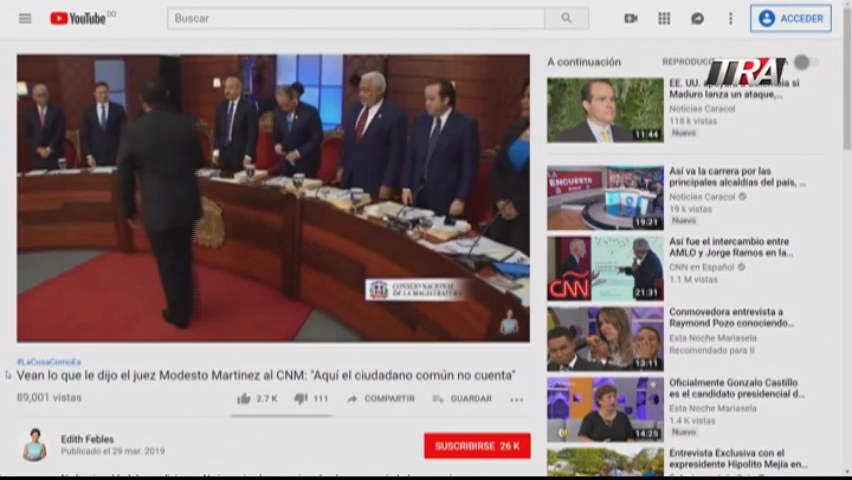 YouTube DO
Buscar
ACCEDER
CONSEJO NACIONAL
DE LA MAGISTRATURA
#LaCosaComoEs
Vean lo que le dijo el juez Modesto Martinez al CNM: "Aquí el ciudadano común no cuenta"
89,001 vistas
2.7 K
111
COMPARTIR
GUARDAR
Edith Febles
Publicado el 29 mar. 2019
SUSCRIBIRSE 26 K
A continuación
TRA
EE. UU.
Maduro lanza un ataque,...
Noticias Caracol
118 k vistas
Nuevo
11:44
Así va la carrera por las
principales alcaldías del país, ...
Noticias Caracol
19 k vistas
Nuevo
ENCUESTA
19:21
Así fue el intercambio entre
AMLO y Jorge Ramos en la...
CNN en Español
1.1 M vistas
CNN
21:31
Conmovedora entrevista a
Raymond Pozo conociendo...
Esta Noche Mariasela
Recomendado para ti
13:11
Oficialmente Gonzalo Castillo
es el candidato presidencial d...
Esta Noche Mariasela
1.4 K vistas
Nuevo
14:25
Entrevista Exclusiva con el
expresidente Hipolito Mejía en...